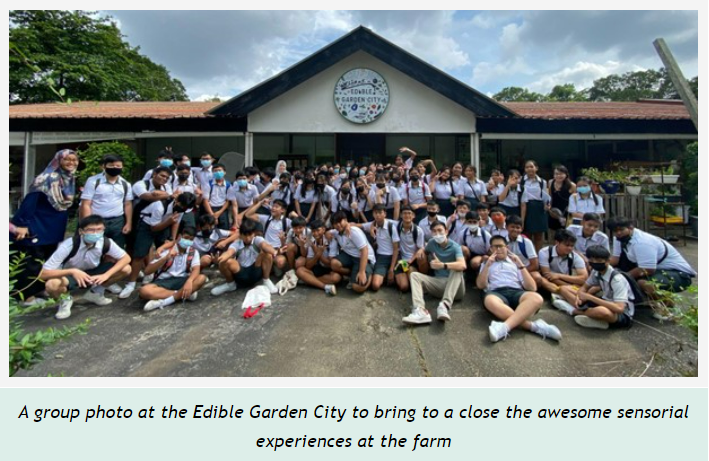 EDIBLE
GARDEN CITY
A group photo at the Edible Garden City to bring to a close the awesome sensorial
experiences at the farm